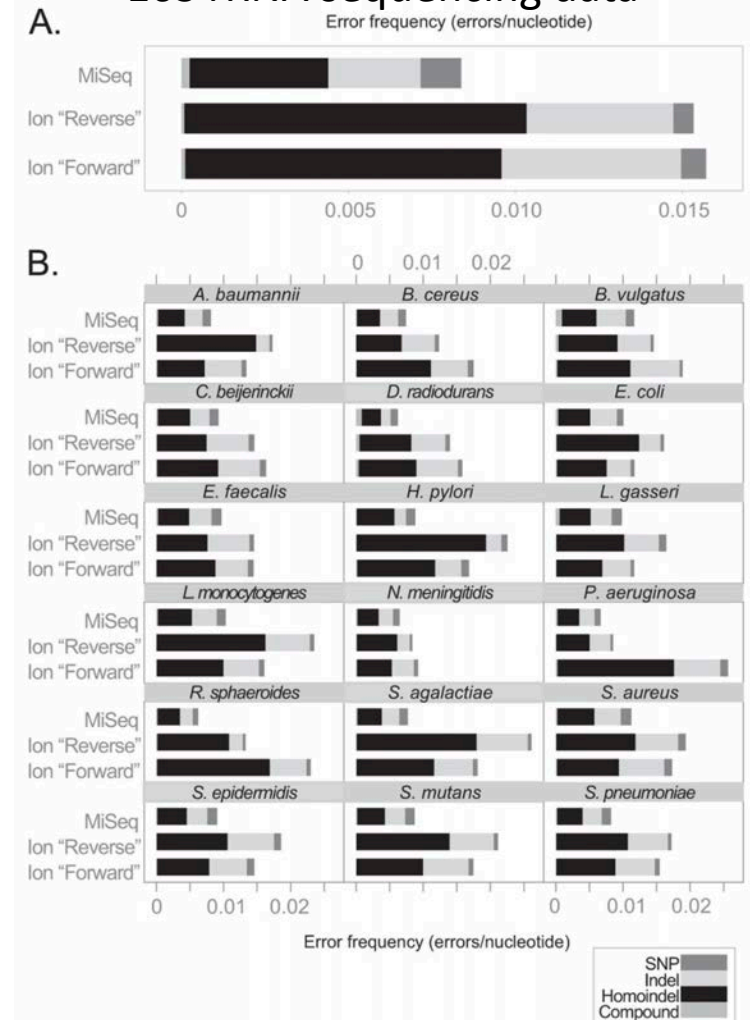 A.
Error frequency (errors/nucleotide)
MiSeq
Ion “Reverse”
Ion “Forward”
0 0.005 0.010 0.015
B.
0 0.01 0.02
A. baumannii B. cereus B. vulgatus
MiSeq
Ion “Reverse”
Ion “Forward”
C. beijerinckii D. radiodurans E. coli
MiSeq
Ion “Reverse”
Ion “Forward”
E. faecalis H. pylori L. gasseri
MiSeq
Ion “Reverse”
Ion “Forward”
L. monocytogenes N. meningitidis P. aeruginosa
MiSeq
Ion “Reverse”
Ion “Forward”
R. sphaeroides S. agalactiae S. aureus
MiSeq
Ion “Reverse”
Ion “Forward”
S. epidermidis S. mutans S. pneumoniae
MiSeq
Ion “Reverse”
Ion “Forward”
0 0.01 0.02 0 0.01 0.02
Error frequency (errors/nucleotide)
SNP
Indel
Homoindel
Compound